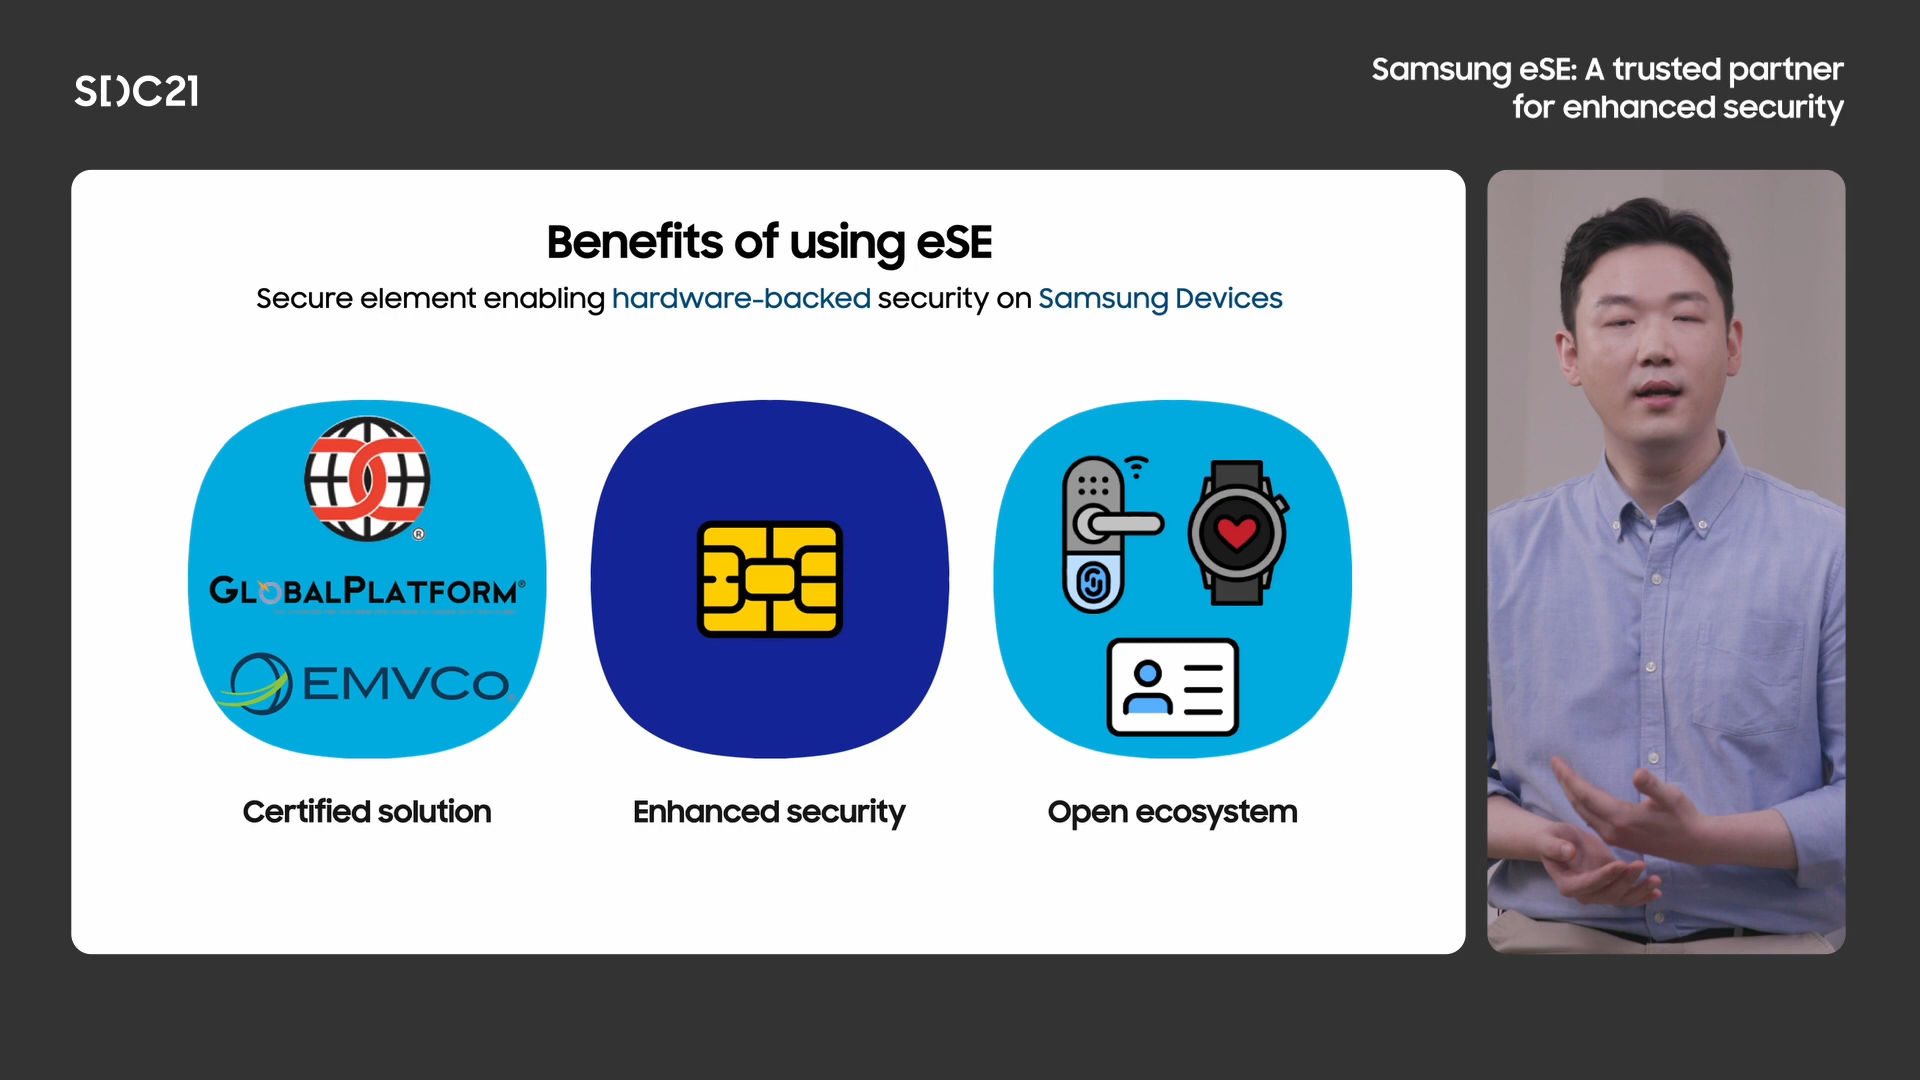 SDC21
Samsung eSE: A trusted partner
for enhanced security
Benefits of using eSE
Secure element enabling hardware-backed security on Samsung Devices
®
GLOBALPLATFORM®
EMVCo
Certified solution
Enhanced security
Open ecosystem